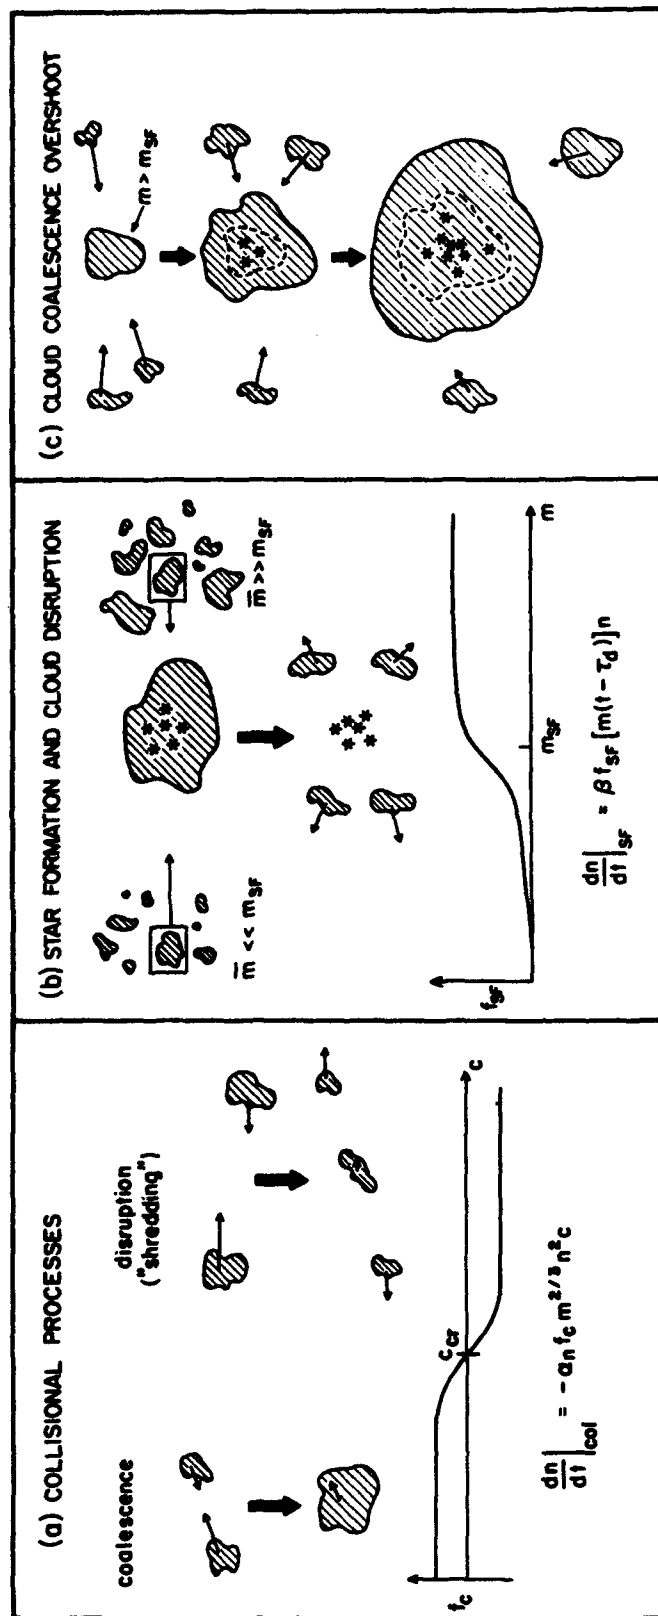 (a) COLLISIONAL PROCESSES
coalescence
disruption
("shredding")
f_c
c_cr
c
dn/dt|_col = -α_n f_c m^{2/3} n^2 c
(b) STAR FORMATION AND CLOUD DISRUPTION
m̄ << m_SF
m̄ >> m_SF
f_SF
m_SF
m̄
dn/dt|_SF = β f_SF [m(t-τ_d)]n
(c) CLOUD COALESCENCE OVERSHOOT
m > m_SF